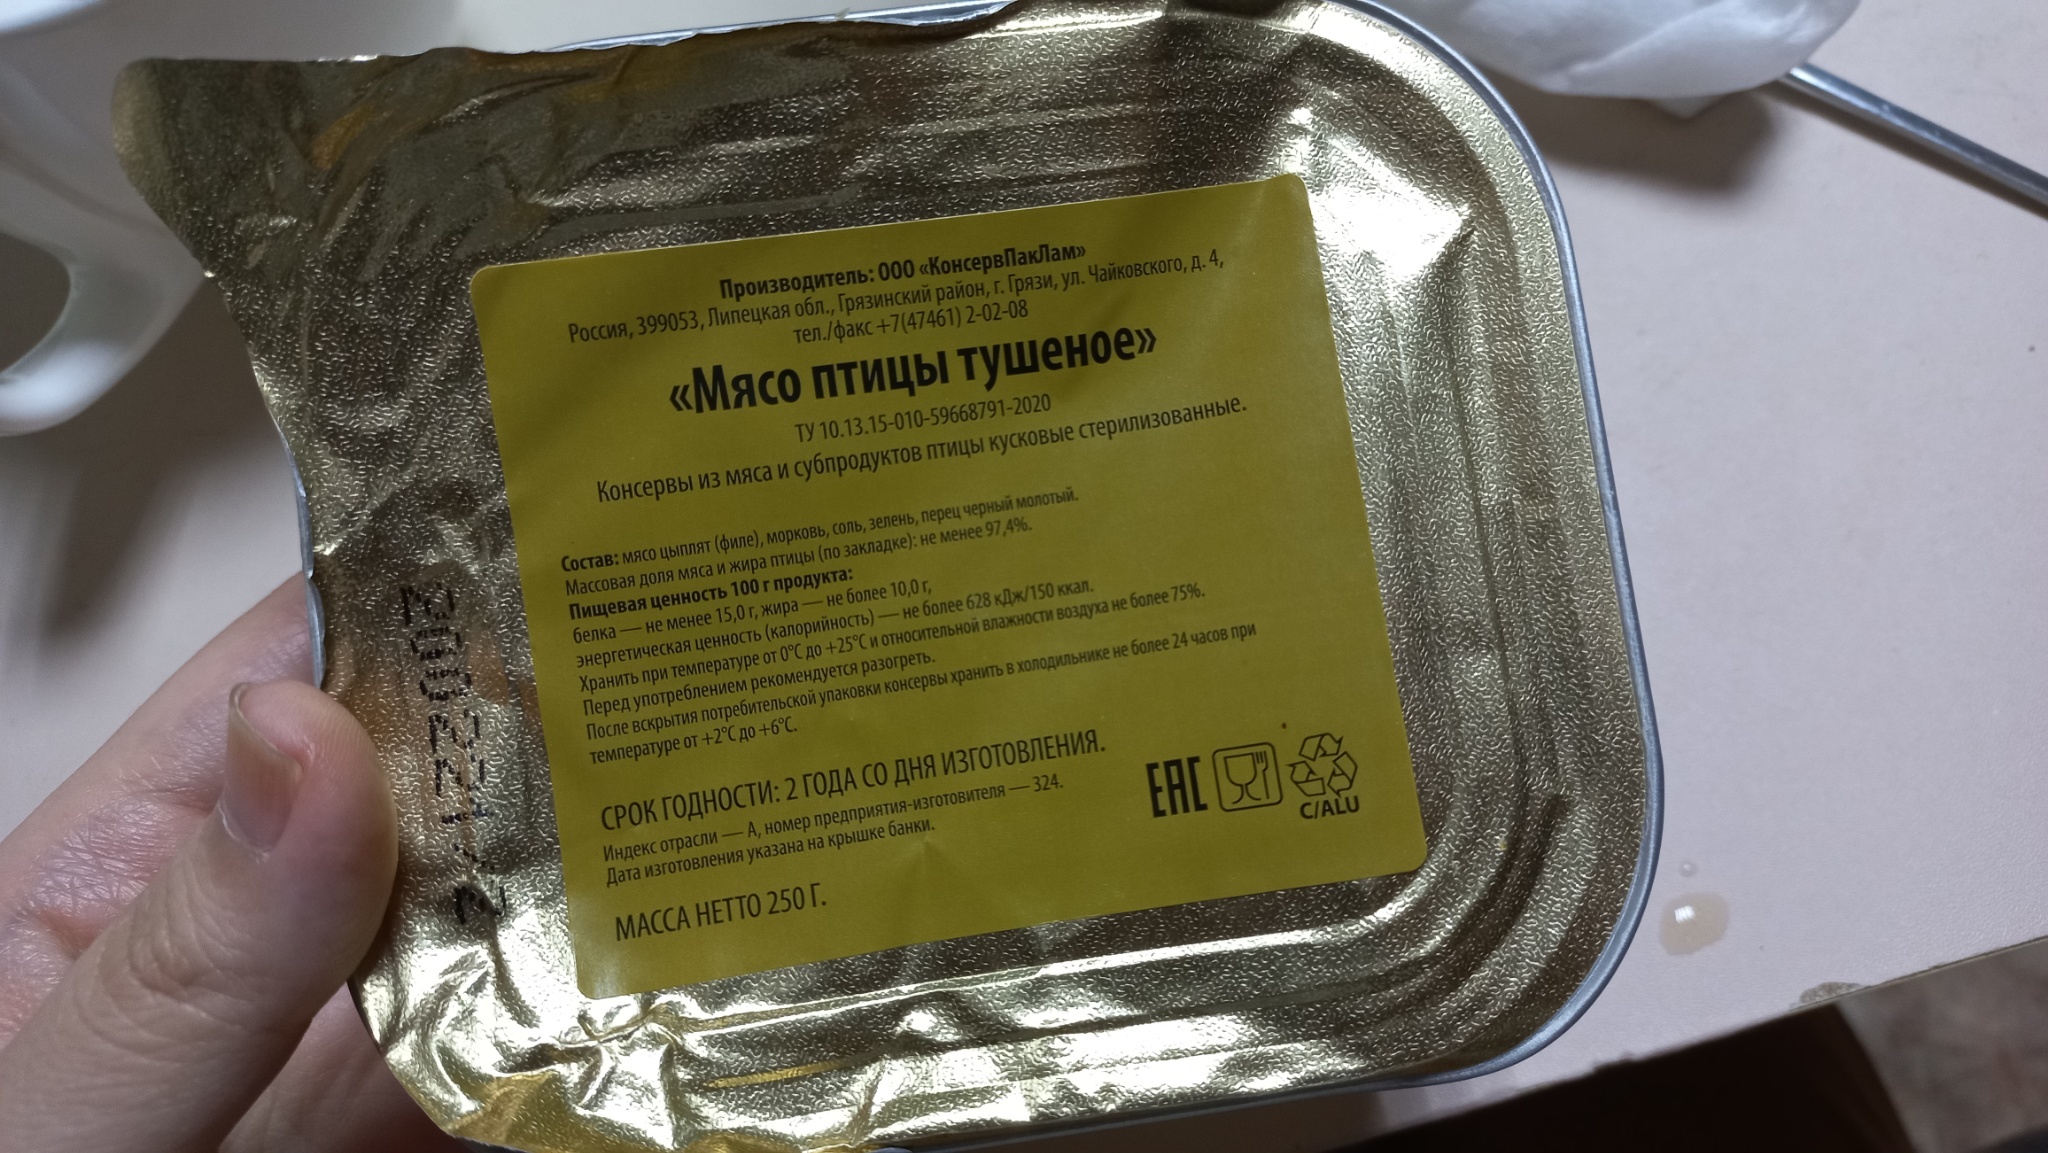 Производитель: ООО «КонсервПакЛам»
Россия, 399053, Липецкая обл., Грязинский район, г. Грязи, ул. Чайковского, д. 4,
тел./факс +7(47461) 2-02-08
«Мясо птицы тушеное»
ТУ 10.13.15-010-59668791-2020
Консервы из мяса и субпродуктов птицы кусковые стерилизованные.
Состав: мясо цыплят (филе), морковь, соль, зелень, перец черный молотый.
Массовая доля мяса и жира птицы (по закладке): не менее 97,4%.
Пищевая ценность 100 г продукта:
белка — не менее 15,0 г, жира — не более 10,0 г,
энергетическая ценность (калорийность) — не более 628 кДж/150 ккал.
Хранить при температуре от 0°С до +25°С и относительной влажности воздуха не более 75%.
Перед употреблением рекомендуется разогреть.
После вскрытия потребительской упаковки консервы хранить в холодильнике не более 24 часов при
температуре от +2°С до +6°С.
СРОК ГОДНОСТИ: 2 ГОДА СО ДНЯ ИЗГОТОВЛЕНИЯ.
Индекс отрасли — А, номер предприятия-изготовителя — 324.
Дата изготовления указана на крышке банки.
МАССА НЕТТО 250 Г.
EAC
C/ALU